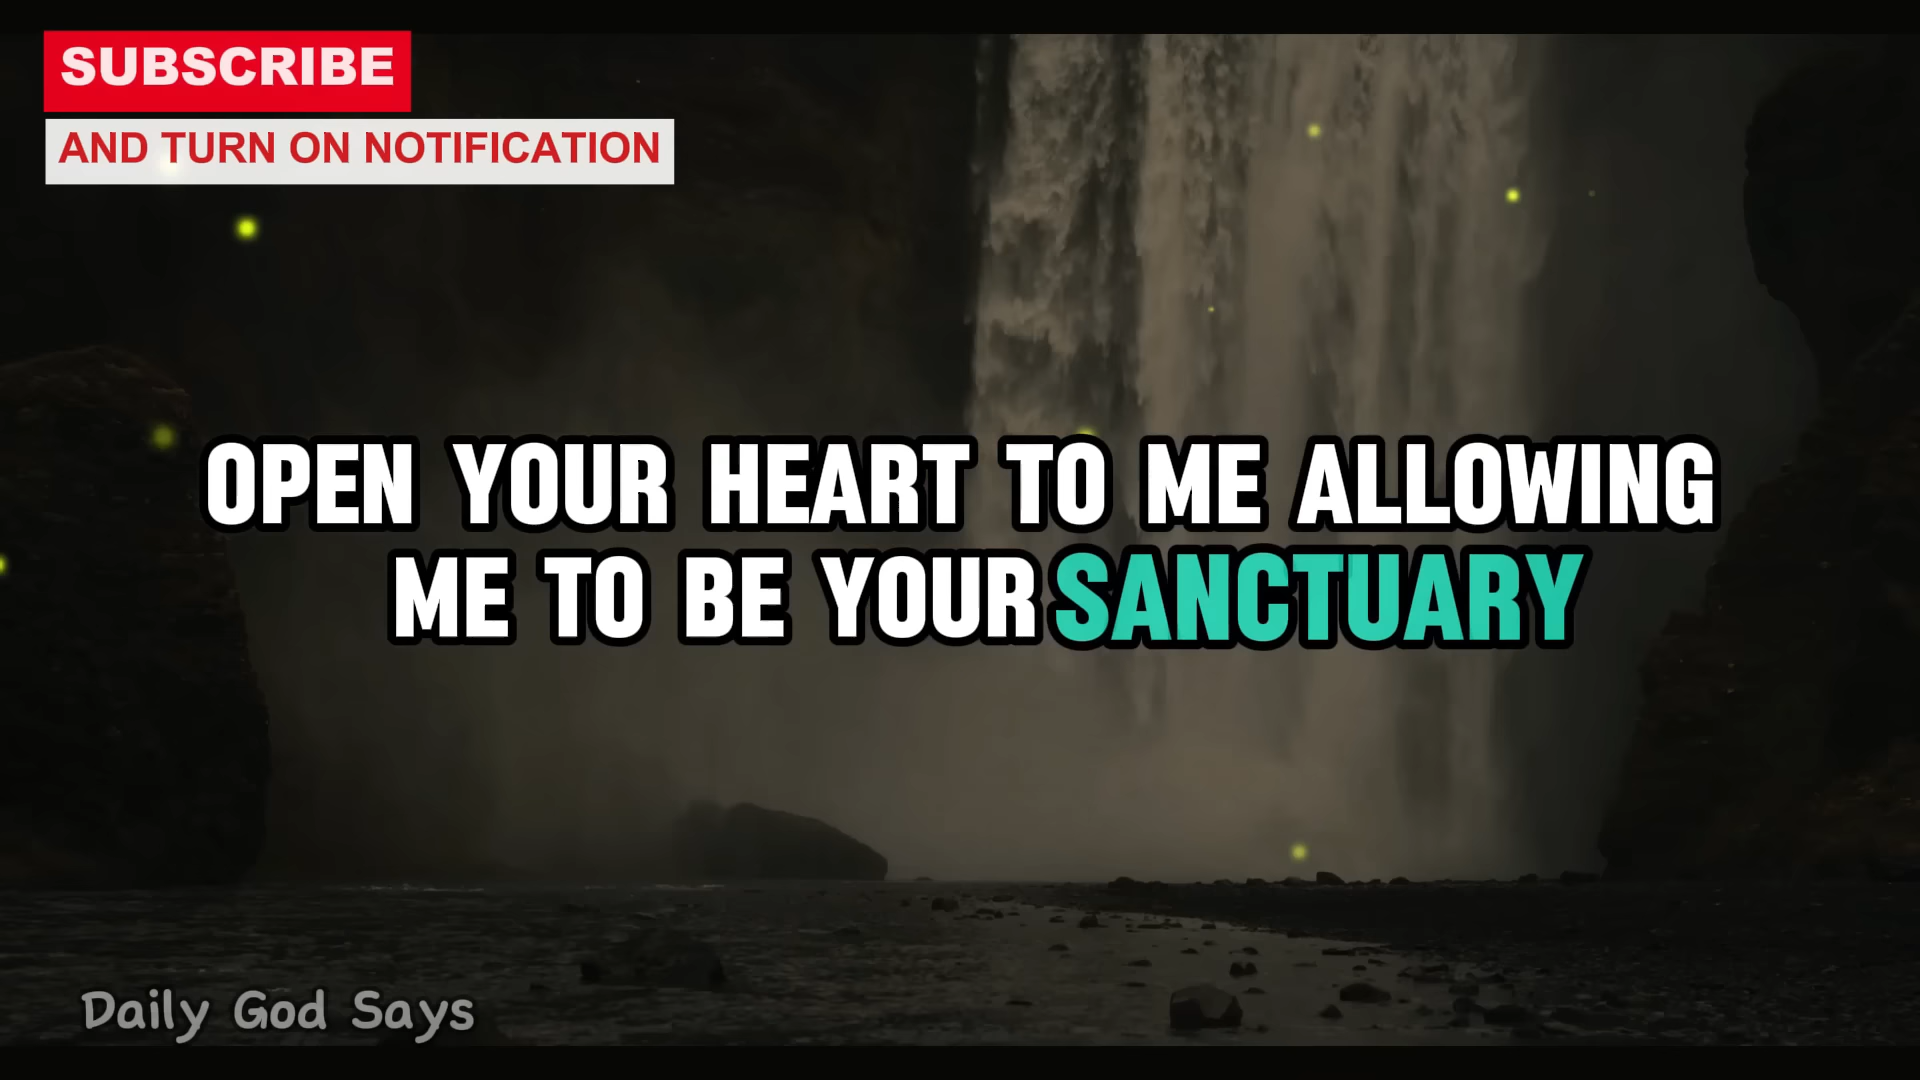 SUBSCRIBE
AND TURN ON NOTIFICATION
OPEN YOUR HEART TO ME ALLOWING
ME TO BE YOUR SANCTUARY
Daily God Says